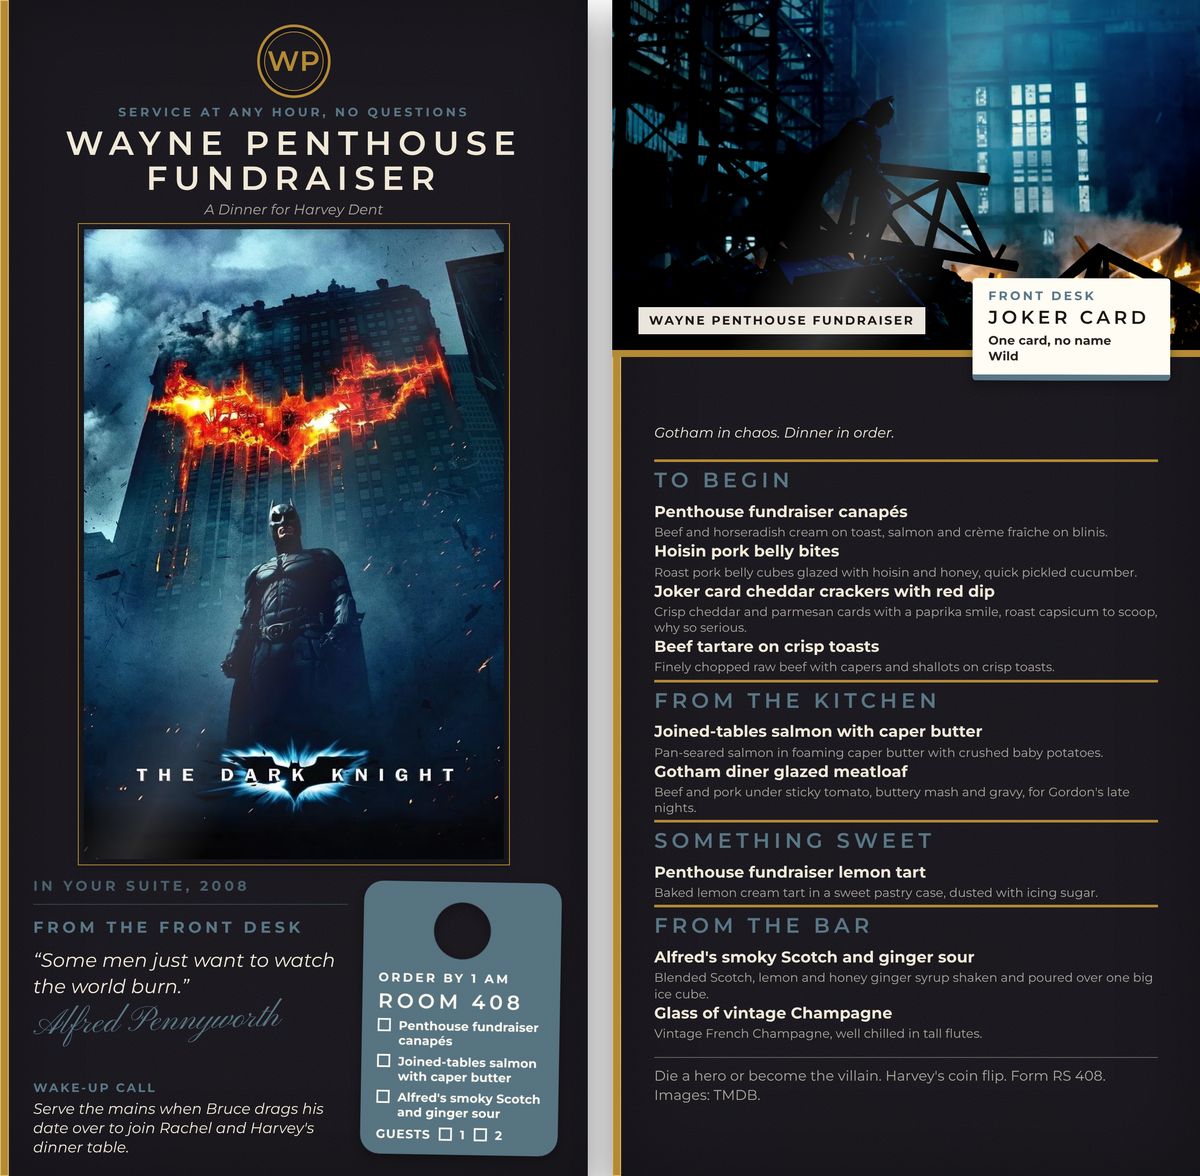 WP
SERVICE AT ANY HOUR, NO QUESTIONS
WAYNE PENTHOUSE
FUNDRAISER
A Dinner for Harvey Dent
THE DARK KNIGHT
IN YOUR SUITE, 2008
FROM THE FRONT DESK
“Some men just want to watch
the world burn.”
Alfred Pennyworth
WAKE-UP CALL
Serve the mains when Bruce drags his
date over to join Rachel and Harvey's
dinner table.
ORDER BY 1 AM
ROOM 408
Penthouse fundraiser
canapés
Joined-tables salmon
with caper butter
Alfred's smoky Scotch
and ginger sour
GUESTS 1 2
WAYNE PENTHOUSE FUNDRAISER
FRONT DESK
JOKER CARD
One card, no name
Wild
Gotham in chaos. Dinner in order.
TO BEGIN
Penthouse fundraiser canapés
Beef and horseradish cream on toast, salmon and crème fraîche on blinis.
Hoisin pork belly bites
Roast pork belly cubes glazed with hoisin and honey, quick pickled cucumber.
Joker card cheddar crackers with red dip
Crisp cheddar and parmesan cards with a paprika smile, roast capsicum to scoop,
why so serious.
Beef tartare on crisp toasts
Finely chopped raw beef with capers and shallots on crisp toasts.
FROM THE KITCHEN
Joined-tables salmon with caper butter
Pan-seared salmon in foaming caper butter with crushed baby potatoes.
Gotham diner glazed meatloaf
Beef and pork under sticky tomato, buttery mash and gravy, for Gordon's late
nights.
SOMETHING SWEET
Penthouse fundraiser lemon tart
Baked lemon cream tart in a sweet pastry case, dusted with icing sugar.
FROM THE BAR
Alfred's smoky Scotch and ginger sour
Blended Scotch, lemon and honey ginger syrup shaken and poured over one big
ice cube.
Glass of vintage Champagne
Vintage French Champagne, well chilled in tall flutes.
Die a hero or become the villain. Harvey's coin flip. Form RS 408.
Images: TMDB.